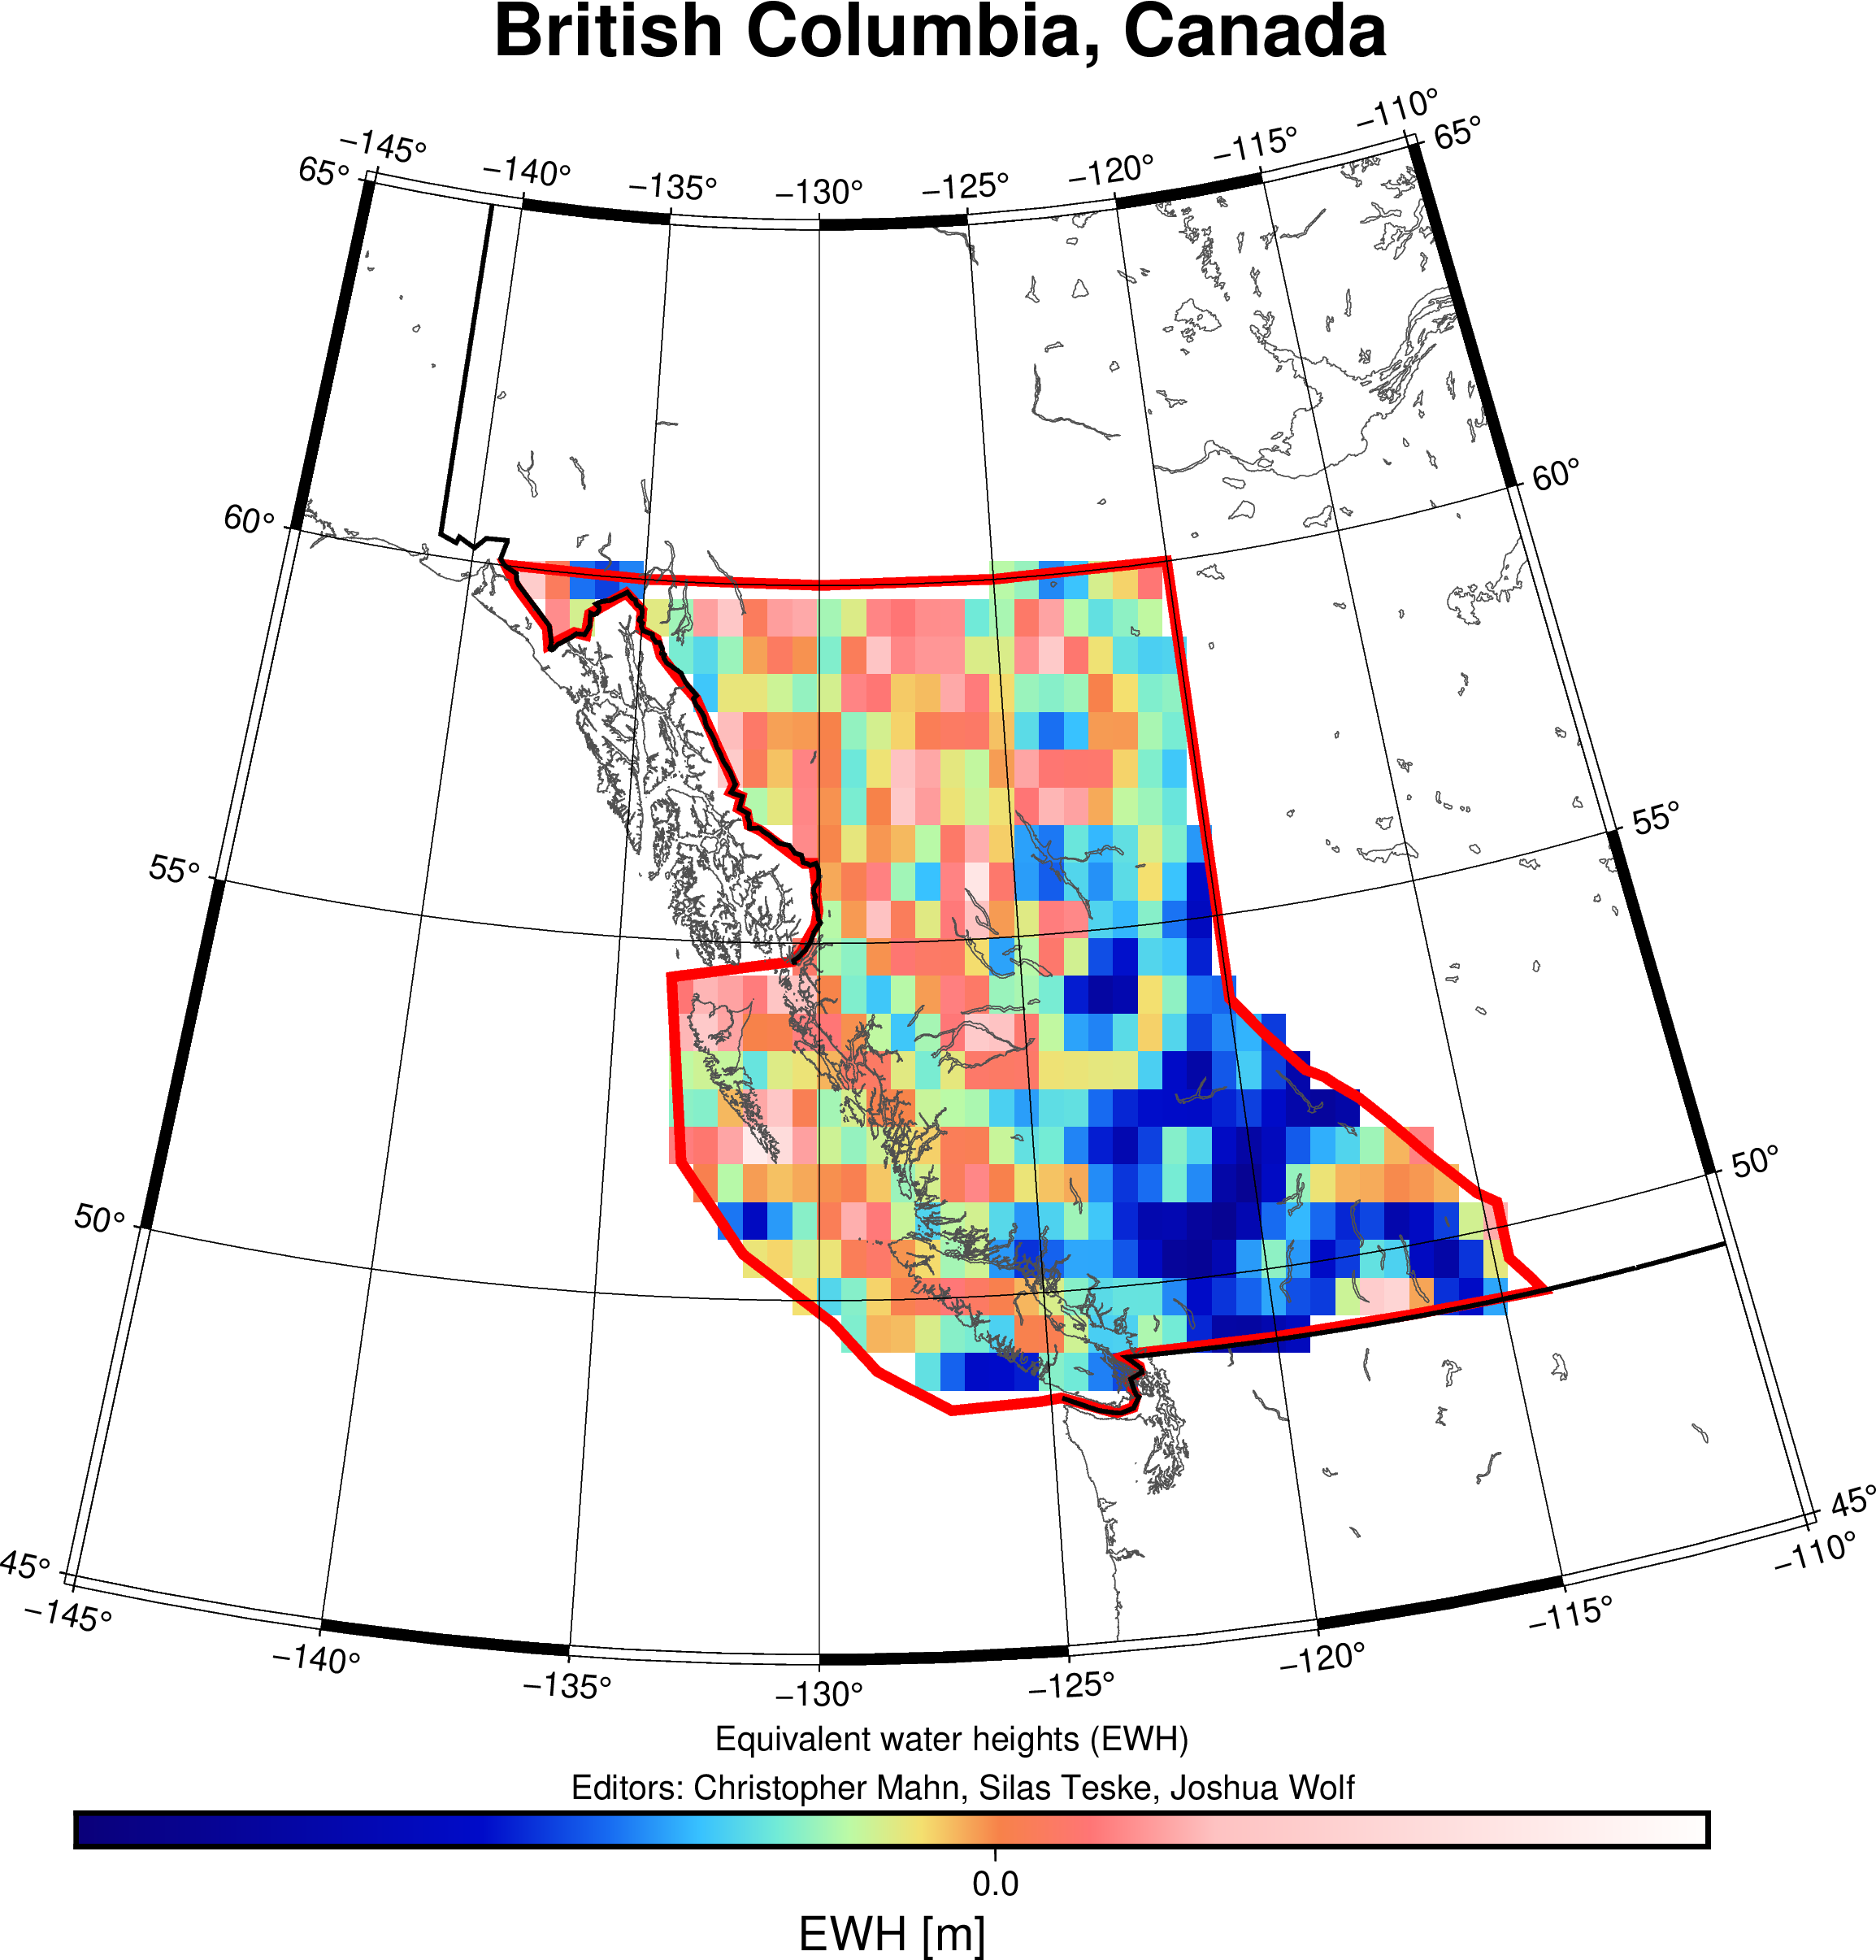 British Columbia, Canada
−145° −140° −135° −130° −125° −120° −115° −110°
65° 65°
60° 60°
55° 55°
50° 50°
45° 45°
−145° −140° −135° −130° −125° −120° −115° −110°
Equivalent water heights (EWH)
Editors: Christopher Mahn, Silas Teske, Joshua Wolf
0.0
EWH [m]